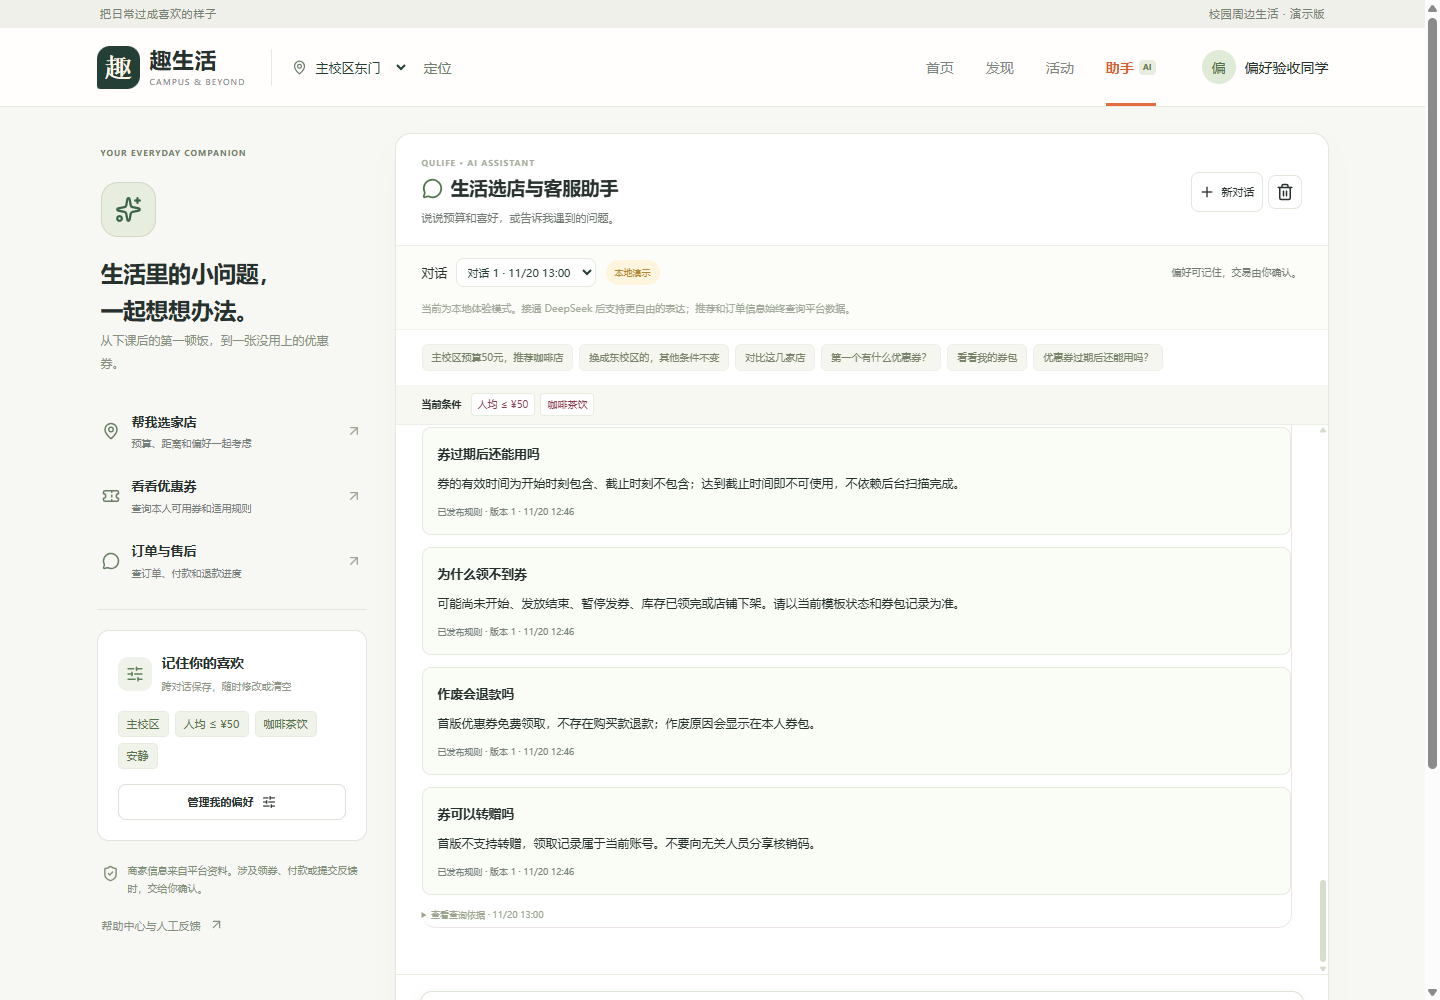 把日常过成喜欢的样子
校园周边生活 · 演示版
趣
趣生活
CAMPUS & BEYOND
主校区东门
定位
首页
发现
活动
助手 AI
偏
偏好验收同学
YOUR EVERYDAY COMPANION
生活里的小问题，
一起想想办法。
从下课后的第一顿饭，到一张没用上的优惠
券。
帮我选家店
预算、距离和偏好一起考虑
看看优惠券
查询本人可用券和适用规则
订单与售后
查订单、付款和退款进度
记住你的喜欢
跨对话保存，随时修改或清空
主校区
人均 ≤ ¥50
咖啡茶饮
安静
管理我的偏好
商家信息来自平台资料。涉及领券、付款或提交反馈
时，交给你确认。
帮助中心与人工反馈
QULIFE • AI ASSISTANT
生活选店与客服助手
说说预算和喜好，或告诉我遇到的问题。
新对话
对话
对话 1 · 11/20 13:00
本地演示
偏好可记住，交易由你确认。
当前为本地体验模式。接通 DeepSeek 后支持更自由的表达；推荐和订单信息始终查询平台数据。
主校区预算50元，推荐咖啡店
换成东校区的，其他条件不变
对比这几家店
第一个有什么优惠券？
看看我的券包
优惠券过期后还能用吗？
当前条件
人均 ≤ ¥50
咖啡茶饮
券过期后还能用吗
券的有效时间为开始时刻包含、截止时刻不包含；达到截止时间即不可使用，不依赖后台扫描完成。
已发布规则 · 版本 1 · 11/20 12:46
为什么领不到券
可能尚未开始、发放结束、暂停发券、库存已领完或店铺下架。请以当前模板状态和券包记录为准。
已发布规则 · 版本 1 · 11/20 12:46
作废会退款吗
首版优惠券免费领取，不存在购买款退款；作废原因会显示在本人券包。
已发布规则 · 版本 1 · 11/20 12:46
券可以转赠吗
首版不支持转赠，领取记录属于当前账号。不要向无关人员分享核销码。
已发布规则 · 版本 1 · 11/20 12:46
查看查询依据 · 11/20 13:00